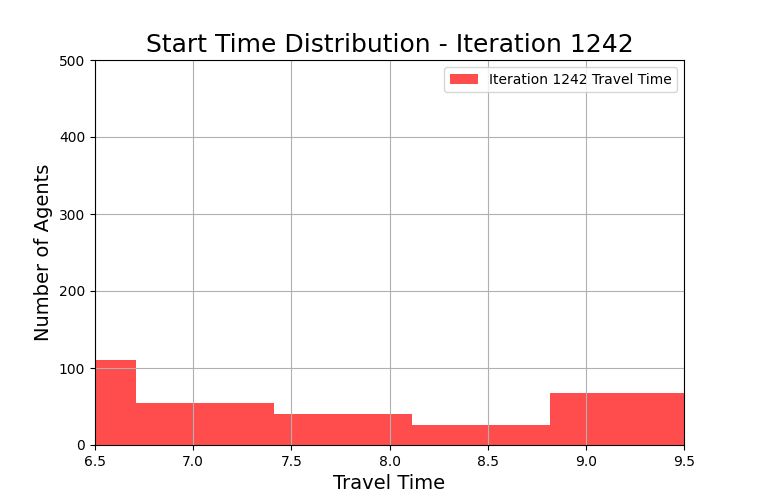 Start Time Distribution - Iteration 1242
Iteration 1242 Travel Time
Number of Agents
500
400
300
200
100
0
6.5 7.0 7.5 8.0 8.5 9.0 9.5
Travel Time